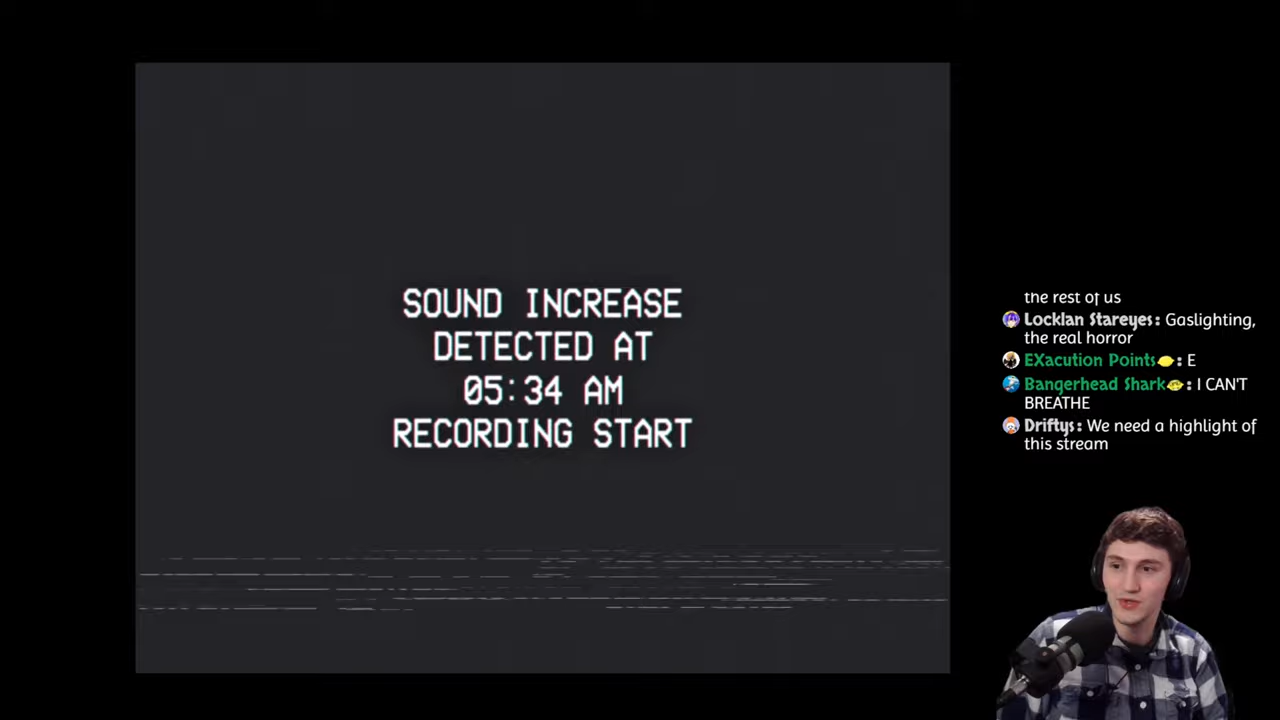 SOUND INCREASE
DETECTED AT
05:34 AM
RECORDING START
the rest of us
Locklan Stareyes: Gaslighting,
the real horror
EXacution Points: E
Bangerhead Shark: I CAN'T
BREATHE
Driftys: We need a highlight of
this stream